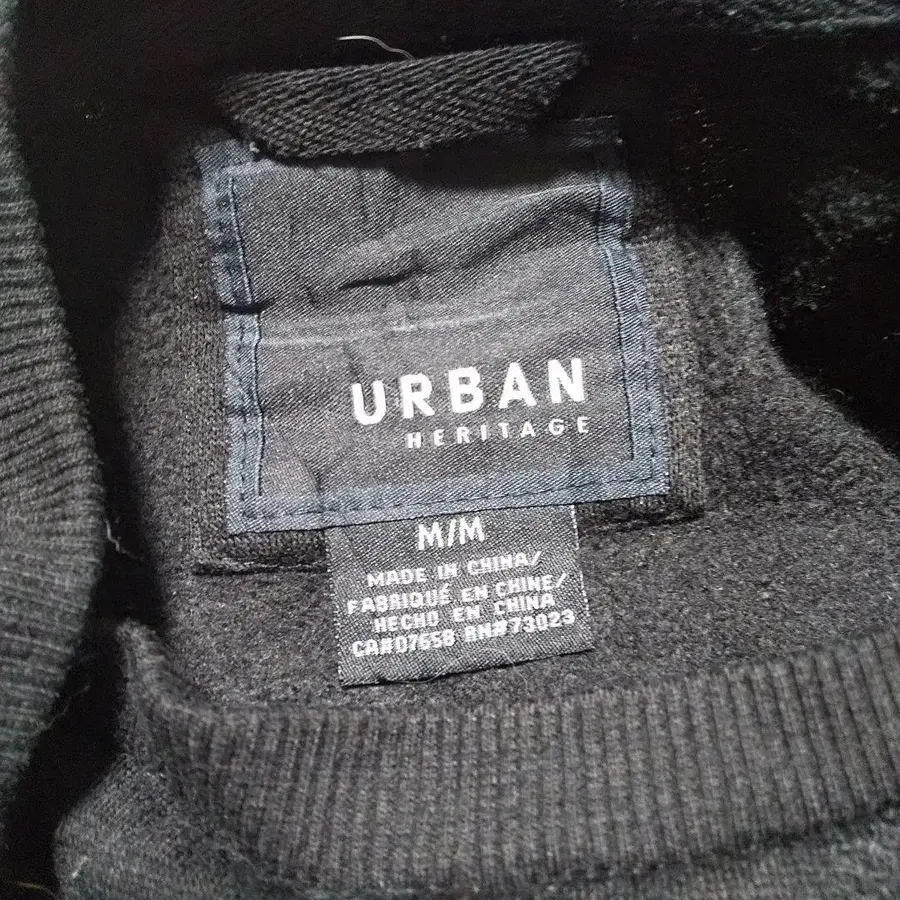 URBAN
HERITAGE
M/M
MADE IN CHINA/
FABRIQUÉ EN CHINE/
HECHO EN CHINA
CA#07658 RN#73023